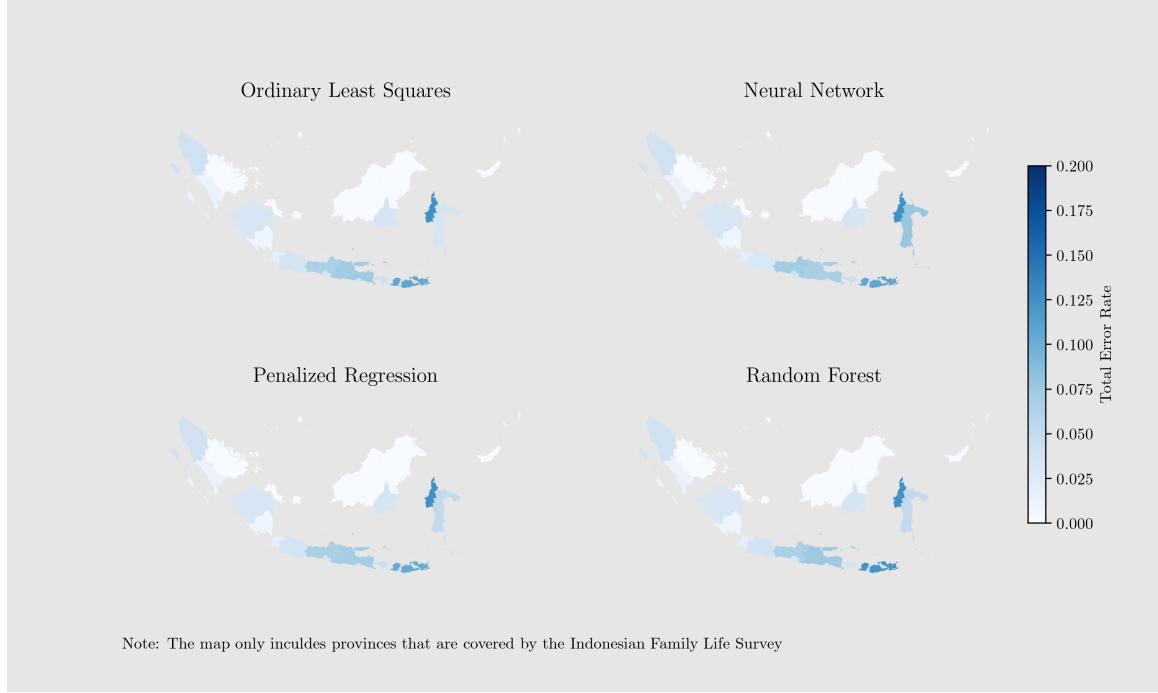 Ordinary Least Squares
Neural Network
Penalized Regression
Random Forest
0.200
0.175
0.150
0.125
0.100
0.075
0.050
0.025
0.000
Total Error Rate
Note: The map only inculdes provinces that are covered by the Indonesian Family Life Survey